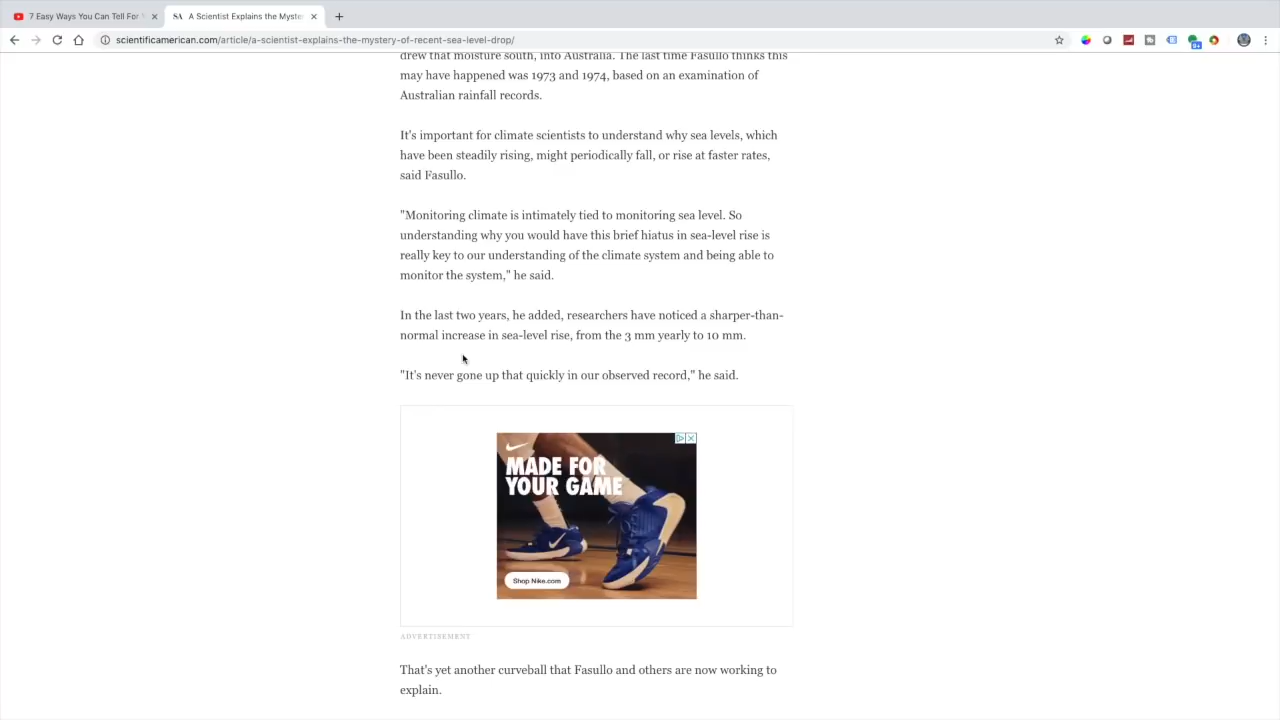 7 Easy Ways You Can Tell For
A Scientist Explains the Myste
scientificamerican.com/article/a-scientist-explains-the-mystery-of-recent-sea-level-drop/
drew that moisture south, into Australia. The last time Fasullo thinks this
may have happened was 1973 and 1974, based on an examination of
Australian rainfall records.
It's important for climate scientists to understand why sea levels, which
have been steadily rising, might periodically fall, or rise at faster rates,
said Fasullo.
"Monitoring climate is intimately tied to monitoring sea level. So
understanding why you would have this brief hiatus in sea-level rise is
really key to our understanding of the climate system and being able to
monitor the system," he said.
In the last two years, he added, researchers have noticed a sharper-than-
normal increase in sea-level rise, from the 3 mm yearly to 10 mm.
"It's never gone up that quickly in our observed record," he said.
MADE FOR
YOUR GAME
Shop Nike.com
ADVERTISEMENT
That's yet another curveball that Fasullo and others are now working to
explain.